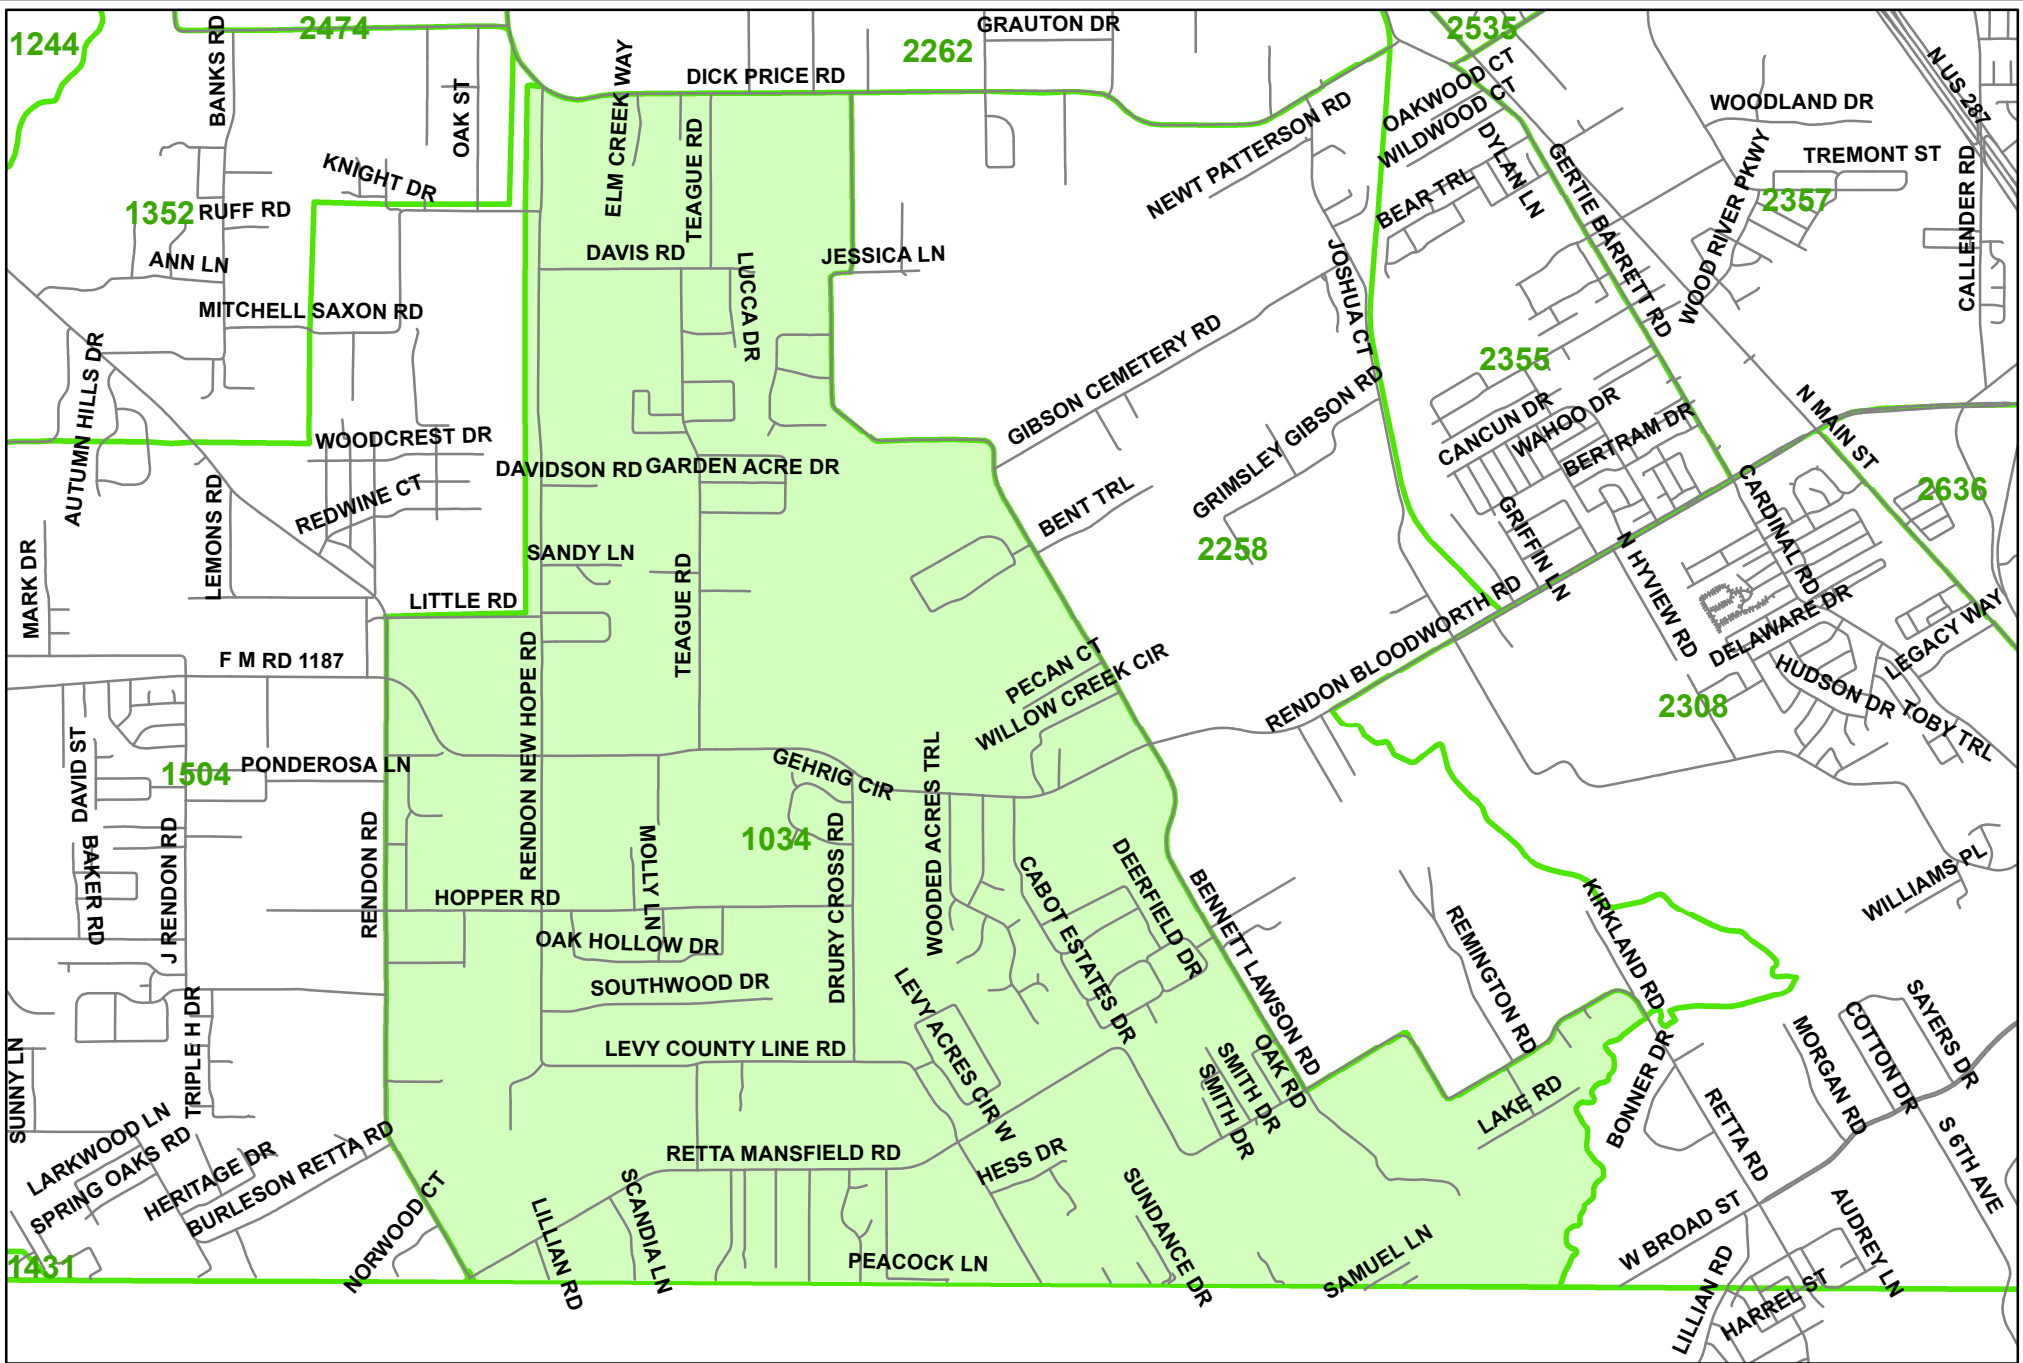 1244
2474
BANKS RD
OAK ST
ELM CREEK WAY
DICK PRICE RD
2262
GRAUTON DR
2535
OAKWOOD CT
WILDWOOD CT
N US 287
WOODLAND DR
TREMONT ST
2357
CALLENDER RD
WOOD RIVER PKWY
GERTIE BARRETT RD
DYLAN LN
BEAR TRL
NEWT PATTERSON RD
JOSHUA CT
KNIGHT DR
1352
RUFF RD
ANN LN
MITCHELL SAXON RD
TEAGUE RD
DAVIS RD
LUCCA DR
JESSICA LN
AUTUMN HILLS DR
WOODCREST DR
REDWINE CT
LEMONS RD
DAVIDSON RD
GARDEN ACRE DR
GIBSON CEMETERY RD
GRIMSLEY GIBSON RD
BENT TRL
2258
2355
CANCUN DR
WAHOO DR
BERTRAM DR
N MAIN ST
2636
CARDINAL RD
GRIFFIN LN
N HYVIEW RD
DELAWARE DR
HUDSON DR
LEGACY WAY
TOBY TRL
2308
MARK DR
SANDY LN
LITTLE RD
TEAGUE RD
F M RD 1187
RENDON NEW HOPE RD
PECAN CT
WILLOW CREEK CIR
RENDON BLOODWORTH RD
DAVID ST
1504
PONDEROSA LN
GEHRIG CIR
WOODED ACRES TRL
1034
BAKER RD
J RENDON RD
RENDON RD
HOPPER RD
MOLLY LN
DRURY CROSS RD
OAK HOLLOW DR
SOUTHWOOD DR
CABOT ESTATES DR
DEERFIELD DR
BENNETT LAWSON RD
REMINGTON RD
KIRKLAND RD
WILLIAMS PL
SUNNY LN
TRIPLE H DR
LEVY COUNTY LINE RD
LEVY ACRES CIR W
SMITH DR
SMITH DR
OAK RD
LAKE RD
BONNER DR
RETTA RD
MORGAN RD
COTTON DR
SAYERS DR
S 6TH AVE
LARKWOOD LN
SPRING OAKS RD
HERITAGE DR
BURLESON RETTA RD
RETTA MANSFIELD RD
HESS DR
1431
NORWOOD CT
LILLIAN RD
SCANDIA LN
PEACOCK LN
SUNDANCE DR
SAMUEL LN
W BROAD ST
LILLIAN RD
HARREL ST
AUDREY LN